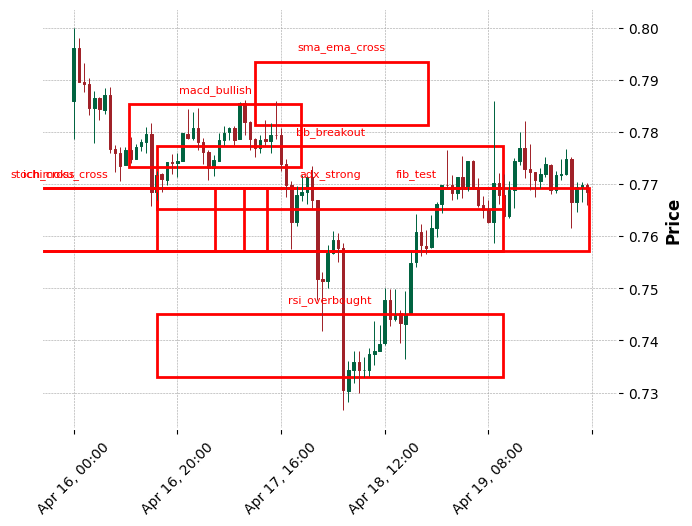 0.80
sma_ema_cross
0.79
macd_bullish
0.78
bb_breakout
adx_strong
fib_test
0.77
Price
0.76
0.75
rsi_overbought
0.74
0.73
Apr 16, 00:00
Apr 16, 20:00
Apr 17, 16:00
Apr 18, 12:00
Apr 19, 08:00